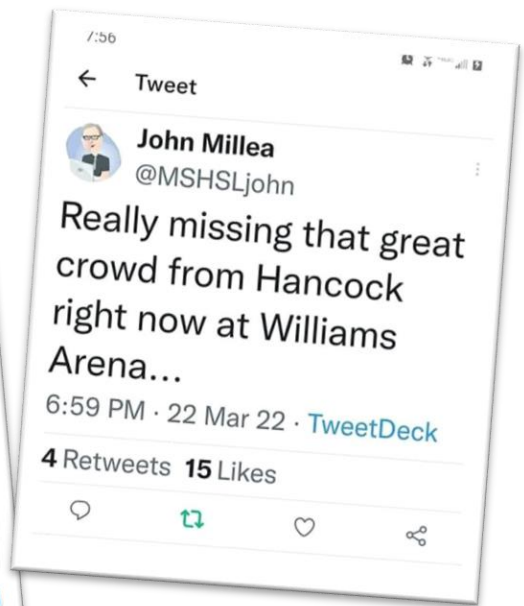 7:56
Tweet
John Millea
@MSHSLjohn
Really missing that great
crowd from Hancock
right now at Williams
Arena...
6:59 PM · 22 Mar 22 · TweetDeck
4 Retweets 15 Likes